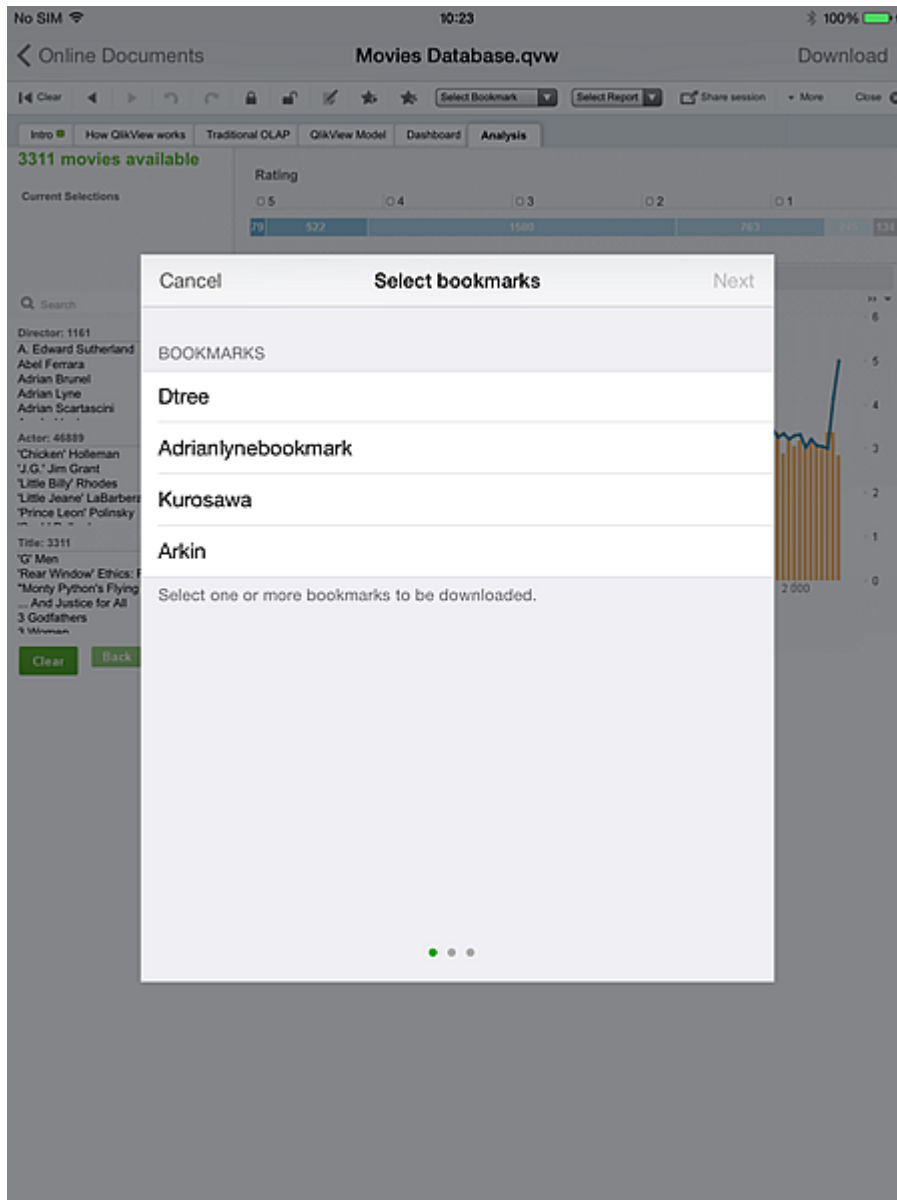 No SIM 10:23 100%
Online Documents Movies Database.qvw Download
Clear Select Bookmark Select Report Share session More Close
Intro How QlikView works Traditional OLAP QlikView Model Dashboard Analysis
3311 movies available
Rating
Current Selections
5 4 3 2 1
79 522 1580 763 134
Cancel Select bookmarks Next
Search
6
Director: 1161
A. Edward Sutherland
BOOKMARKS
Abel Ferrara
5
Adrian Brunel
Adrian Lyne
Dtree
Adrian Scartascini
4
Actor: 46889
'Chicken' Holleman
Adrianlynebookmark
3
'J.G.' Jim Grant
'Little Billy' Rhodes
'Little Jeane' LaBarbera
Kurosawa
2
'Prince Leon' Polinsky
Title: 3311
1
'G' Men
Arkin
'Rear Window' Ethics:
0
"Monty Python's Flying
Select one or more bookmarks to be downloaded.
2 000
... And Justice for All
3 Godfathers
3 Women
Clear Back